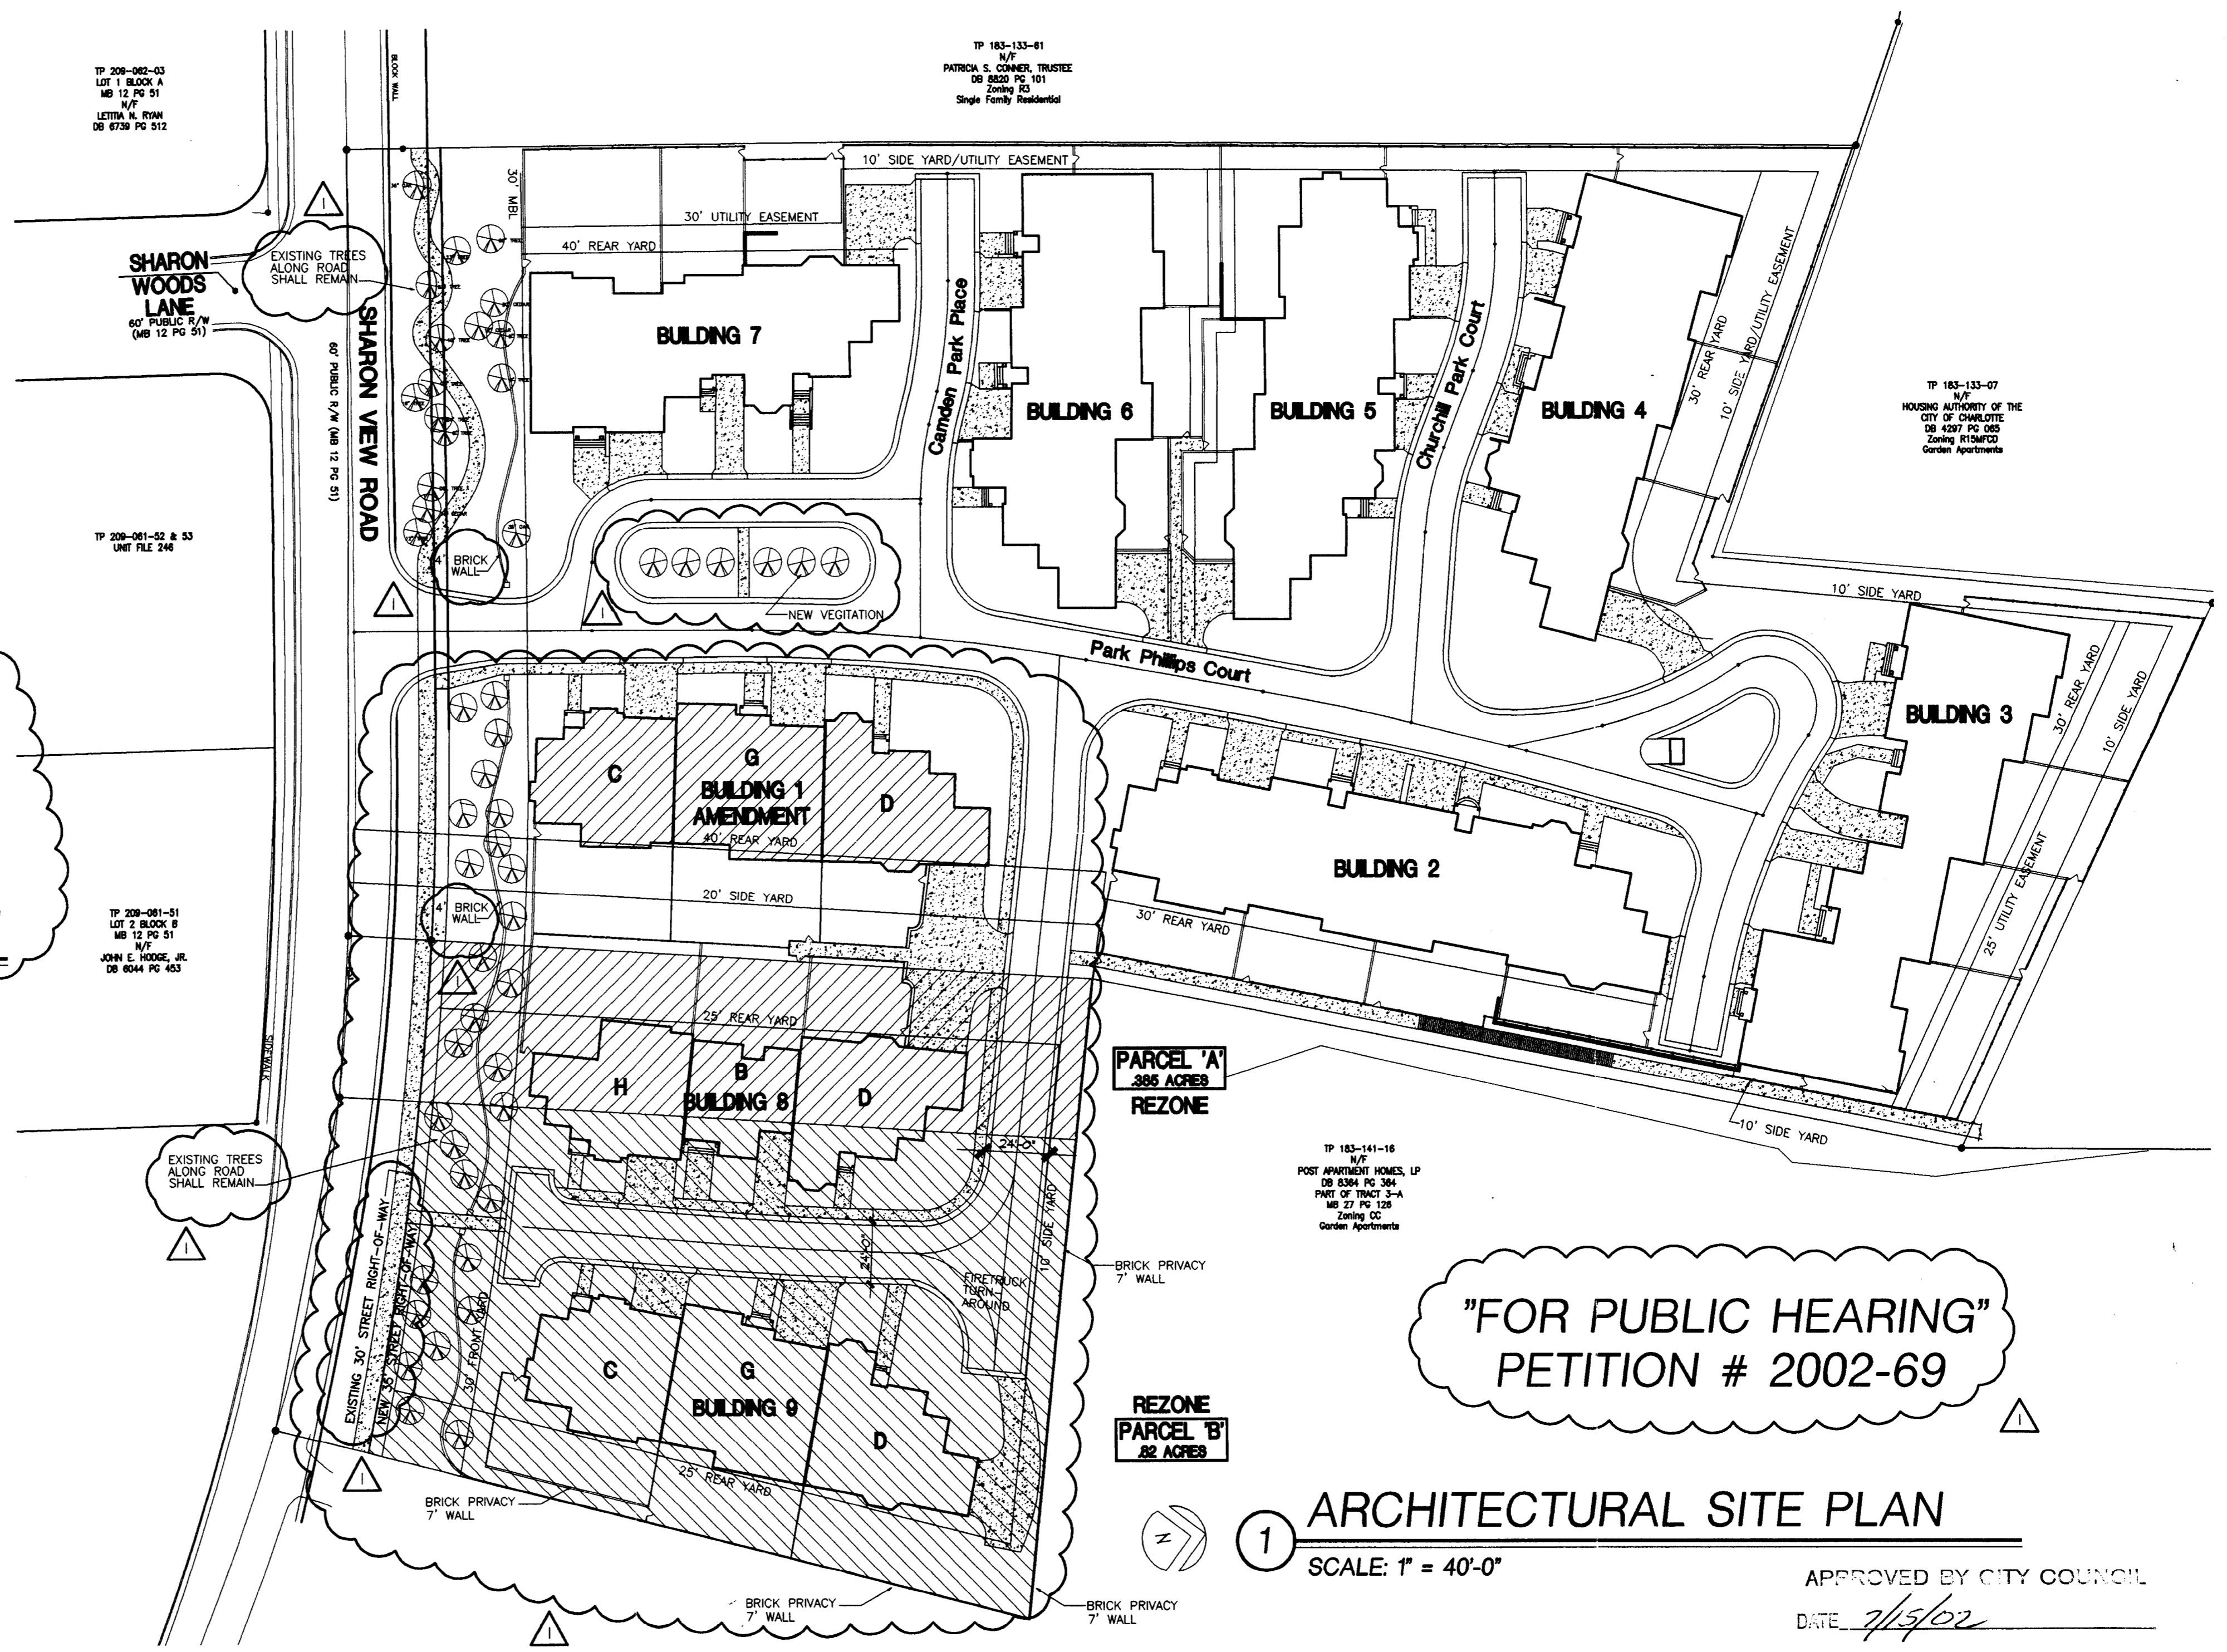 TP 209-062-03
LOT 1 BLOCK A
MB 12 PG 51
N/F
LETITIA N. RYAN
DB 6739 PG 512
BLOCK WALL
TP 183-133-61
N/F
PATRICIA S. CONNER, TRUSTEE
DB 8820 PG 101
Zoning R3
Single Family Residential
10' SIDE YARD/UTILITY EASEMENT
30' MBL
30' UTILITY EASEMENT
40' REAR YARD
SHARON
WOODS
LANE
60' PUBLIC R/W
(MB 12 PG 51)
EXISTING TREES
ALONG ROAD
SHALL REMAIN
SHARON VIEW ROAD
60' PUBLIC R/W (MB 12 PG 51)
BUILDING 7
Camden Park Place
BUILDING 6
BUILDING 5
Churchill Park Court
BUILDING 4
30' REAR YARD
10' SIDE YARD/UTILITY EASEMENT
TP 183-133-07
N/F
HOUSING AUTHORITY OF THE
CITY OF CHARLOTTE
DB 4297 PG 065
Zoning R15MFCD
Garden Apartments
TP 209-061-52 & 53
UNIT FILE 246
4' BRICK
WALL
NEW VEGITATION
Park Phillips Court
10' SIDE YARD
BUILDING 3
30' REAR YARD
10' SIDE YARD
25' UTILITY EASEMENT
C
G
BUILDING 1
AMENDMENT
D
40' REAR YARD
20' SIDE YARD
4' BRICK
WALL
BUILDING 2
30' REAR YARD
TP 209-061-51
LOT 2 BLOCK B
MB 12 PG 51
N/F
JOHN E. HODGE, JR.
DB 6044 PG 453
SIDEWALK
25' REAR YARD
H
B
BUILDING 8
D
PARCEL 'A'
.385 ACRES
REZONE
10' SIDE YARD
24'-0"
EXISTING TREES
ALONG ROAD
SHALL REMAIN
TP 183-141-16
N/F
POST APARTMENT HOMES, LP
DB 8364 PG 364
PART OF TRACT 3-A
MB 27 PG 126
Zoning CC
Garden Apartments
EXISTING 30' STREET RIGHT-OF-WAY
NEW 35' STREET RIGHT-OF-WAY
30' FRONT YARD
24'-0"
10' SIDE YARD
FIRETRUCK
TURN-
AROUND
BRICK PRIVACY
7' WALL
C
G
BUILDING 9
D
25' REAR YARD
REZONE
PARCEL 'B'
.82 ACRES
BRICK PRIVACY
7' WALL
BRICK PRIVACY
7' WALL
BRICK PRIVACY
7' WALL
"FOR PUBLIC HEARING"
PETITION # 2002-69
N
1
ARCHITECTURAL SITE PLAN
SCALE: 1" = 40'-0"
APPROVED BY CITY COUNCIL
DATE 7/15/02